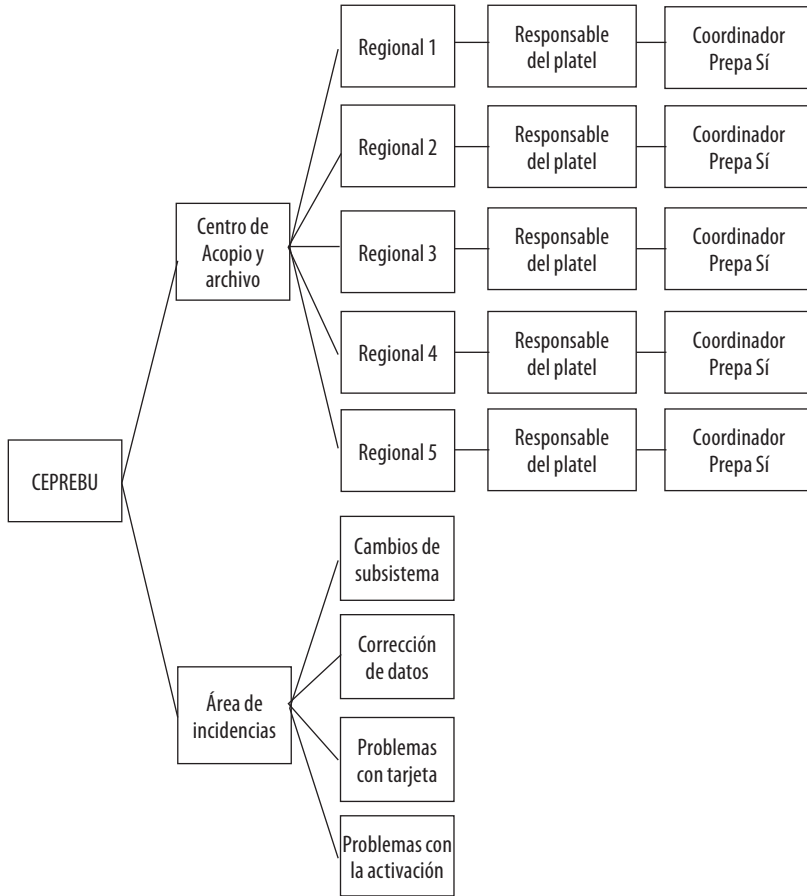 CEPREBU
Centro de
Acopio y
archivo
Regional 1
Responsable
del platel
Coordinador
Prepa Sí
Regional 2
Responsable
del platel
Coordinador
Prepa Sí
Regional 3
Responsable
del platel
Coordinador
Prepa Sí
Regional 4
Responsable
del platel
Coordinador
Prepa Sí
Regional 5
Responsable
del platel
Coordinador
Prepa Sí
Área de
incidencias
Cambios de
subsistema
Corrección
de datos
Problemas
con tarjeta
Problemas con
la activación